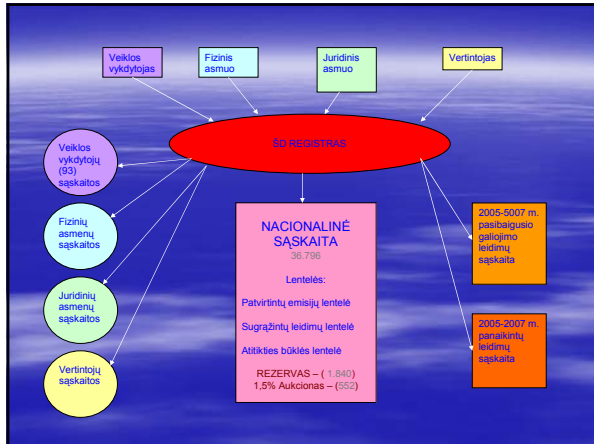 Veiklos
vykdytojas
Fizinis
asmuo
Juridinis
asmuo
Vertintojas
ŠD REGISTRAS
Veiklos
vykdytojų
(93)
sąskaitos
Fizinių
asmenų
sąskaitos
Juridinių
asmenų
sąskaitos
Vertintojų
sąskaitos
NACIONALINĖ
SĄSKAITA
36.796
Lentelės:
Patvirtintų emisijų lentelė
Sugrąžintų leidimų lentelė
Atitikties būklės lentelė
REZERVAS – ( 1.840)
1,5% Aukcionas – (552)
2005-5007 m.
pasibaigusio
galiojimo
leidimų
sąskaita
2005-2007 m.
panaikintų
leidimų
sąskaita